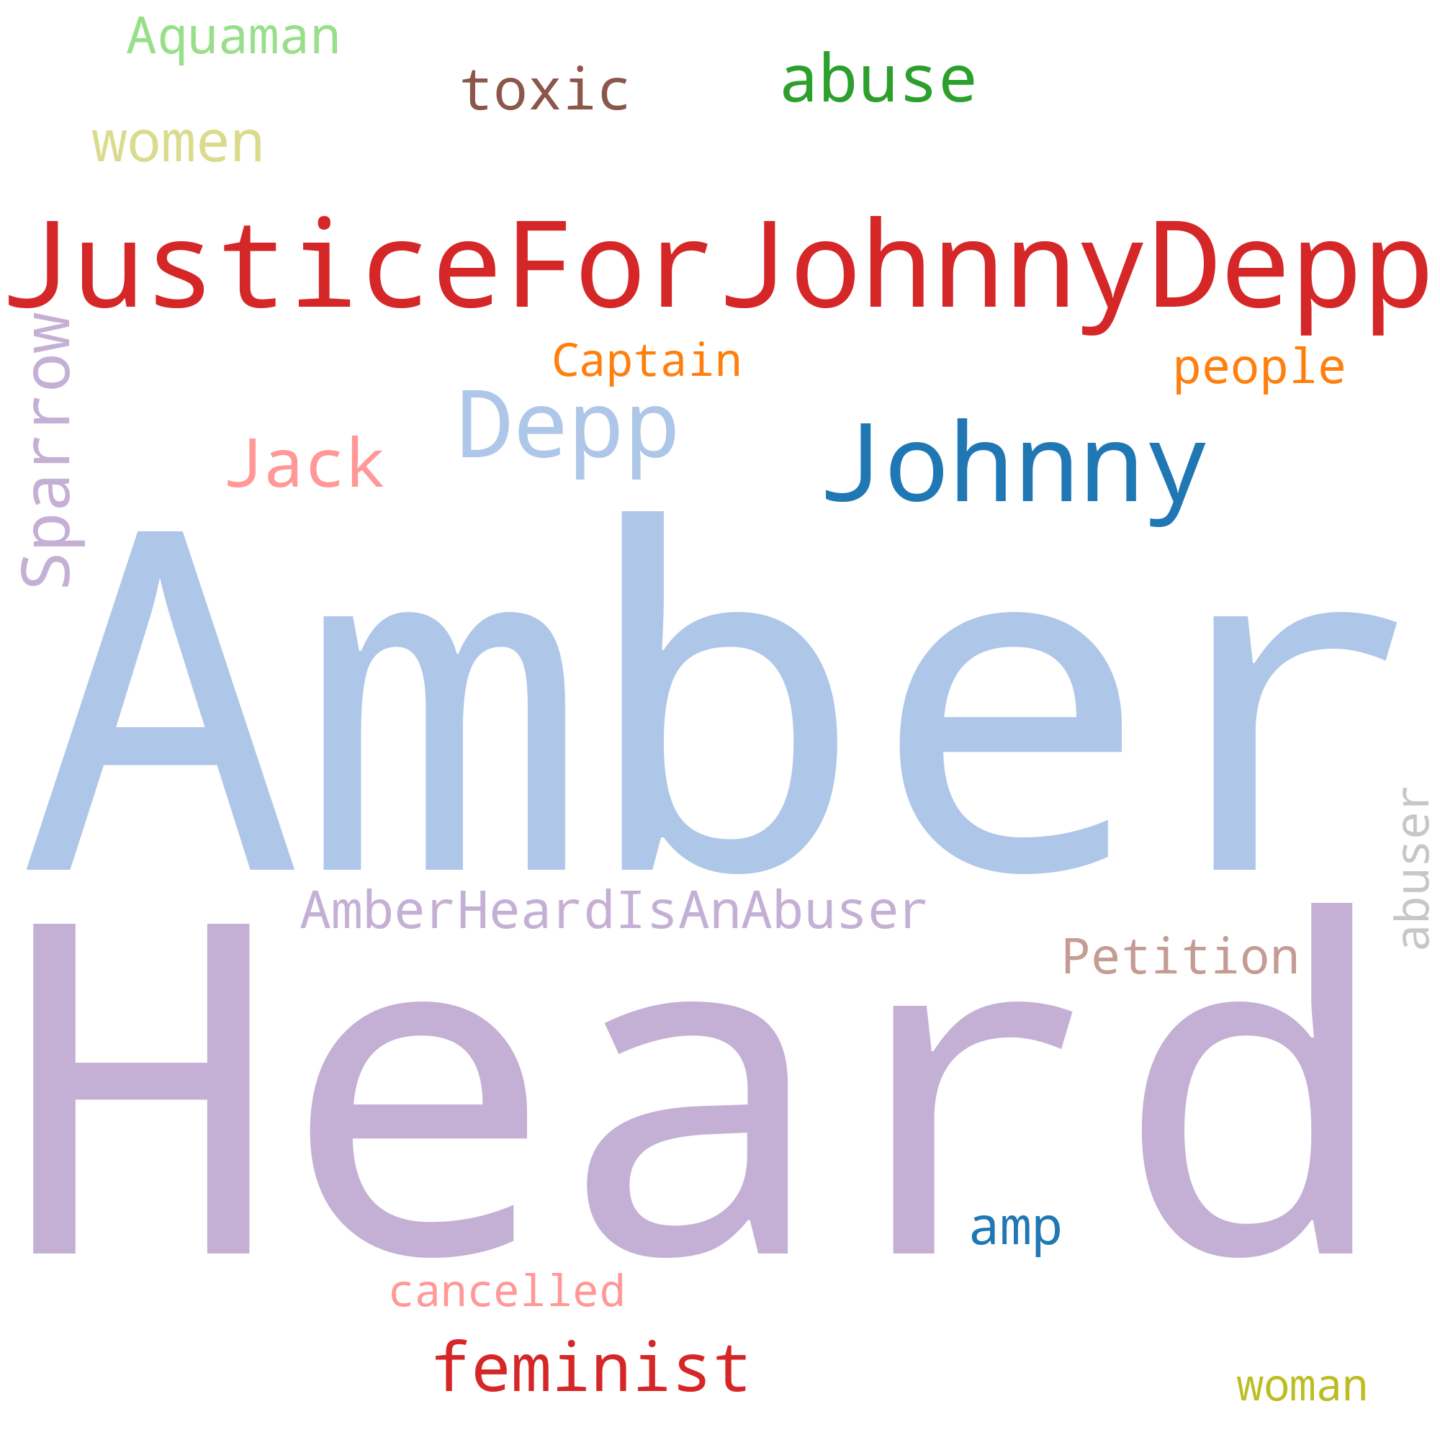 Aquaman
toxic
abuse
women
JusticeForJohnnyDepp
Sparrow
Captain
people
Depp
Johnny
Jack
Amber
abuser
AmberHeardIsAnAbuser
Petition
Heard
amp
cancelled
feminist
woman